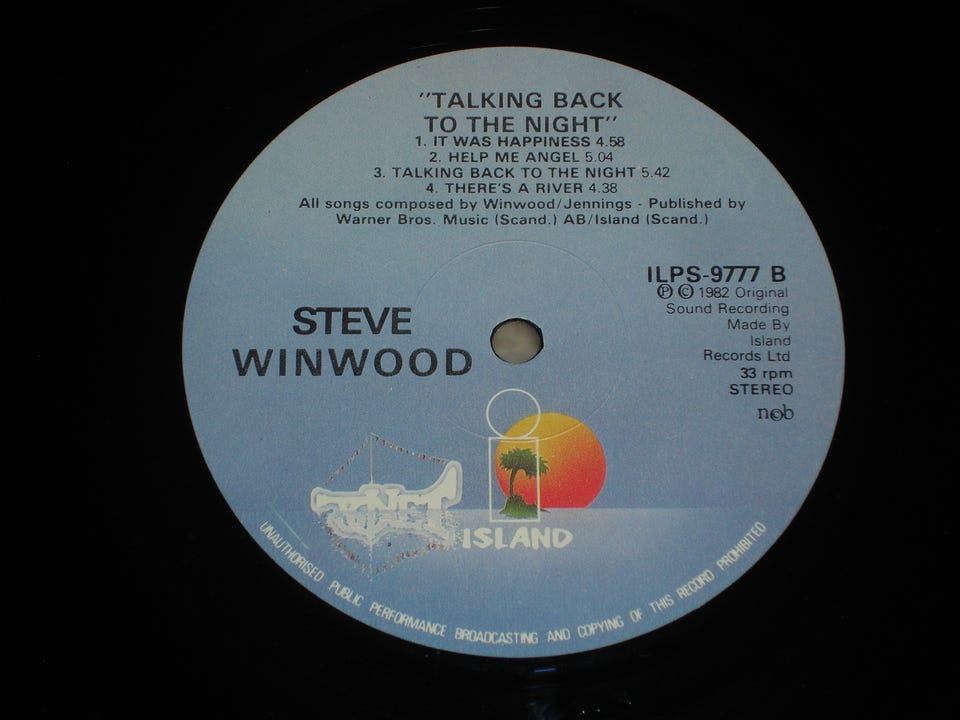 "TALKING BACK
TO THE NIGHT"
1. IT WAS HAPPINESS 4.58
2. HELP ME ANGEL 5.04
3. TALKING BACK TO THE NIGHT 5.42
4. THERE'S A RIVER 4.38
All songs composed by Winwood/Jennings - Published by
Warner Bros. Music (Scand.) AB/Island (Scand.)
ILPS-9777 B
Ⓟ © 1982 Original
Sound Recording
Made By
Island
Records Ltd
33 rpm
STEREO
n©b
STEVE
WINWOOD
ISLAND
UNAUTHORISED PUBLIC PERFORMANCE BROADCASTING AND COPYING OF THIS RECORD PROHIBITED